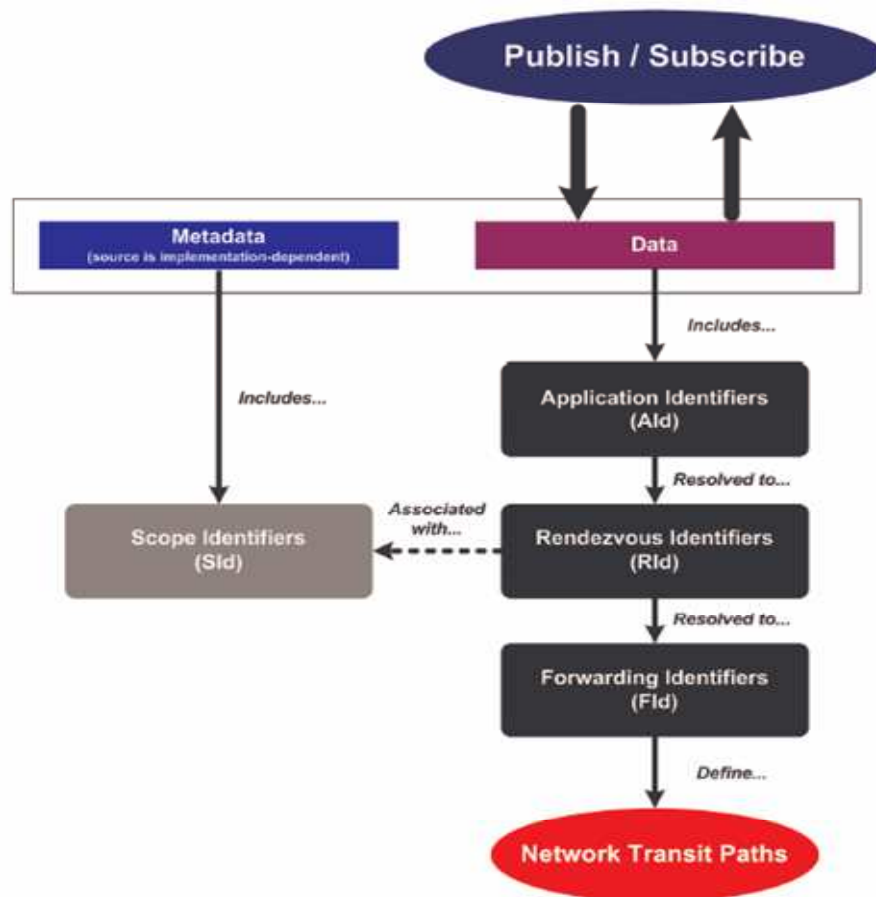 Publish / Subscribe
Metadata
(source is implementation-dependent)
Data
Includes...
Includes...
Application Identifiers
(AId)
Resolved to...
Associated
with...
Scope Identifiers
(SId)
Rendezvous Identifiers
(RId)
Resolved to...
Forwarding Identifiers
(FId)
Define...
Network Transit Paths